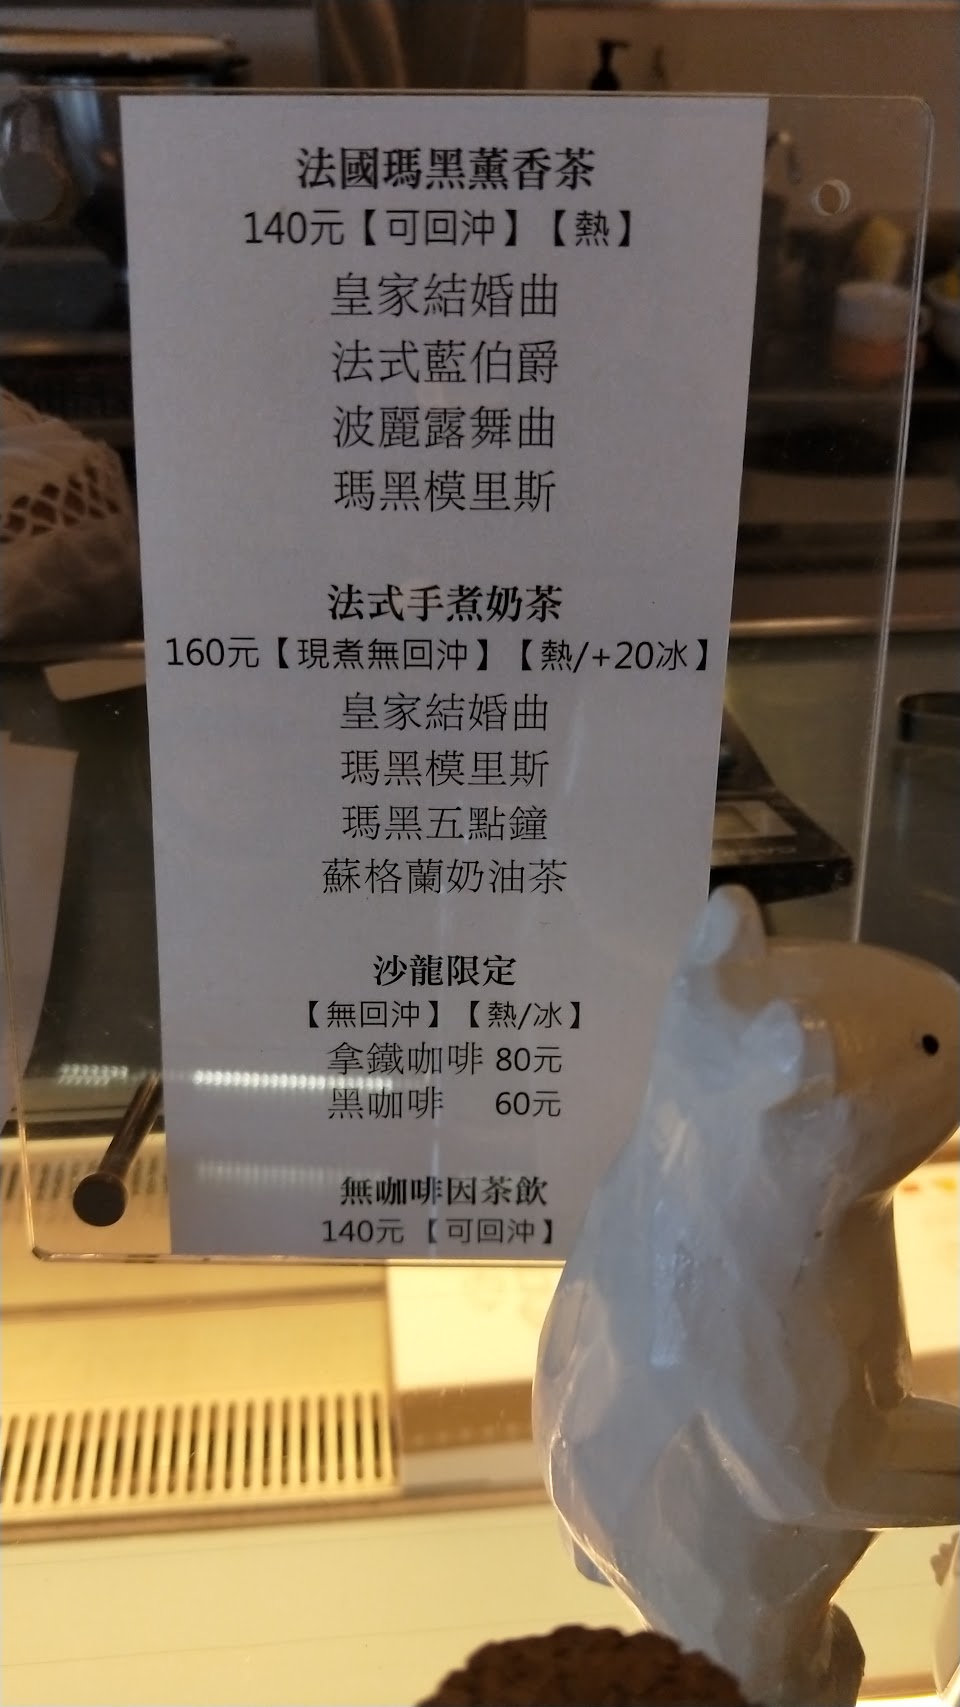 法國瑪黑薰香茶
140元【可回沖】【熱】
皇家結婚曲
法式藍伯爵
波麗露舞曲
瑪黑模里斯
法式手煮奶茶
160元【現煮無回沖】【熱/+20冰】
皇家結婚曲
瑪黑模里斯
瑪黑五點鐘
蘇格蘭奶油茶
沙龍限定
【無回沖】【熱/冰】
拿鐵咖啡 80元
黑咖啡 60元
無咖啡因茶飲
140元【可回沖】